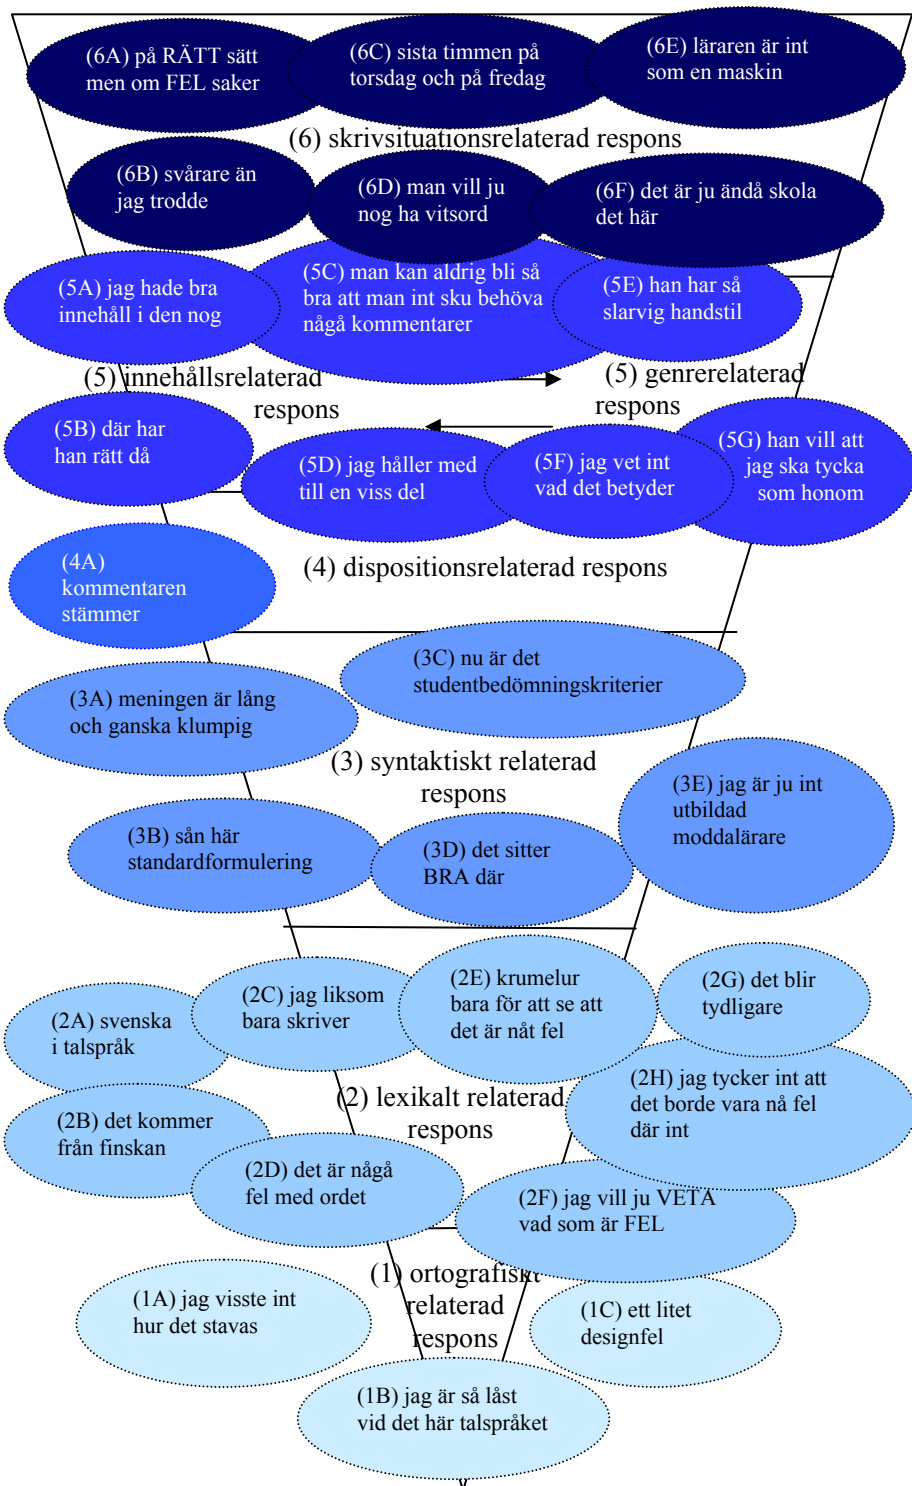 (6A) på RÄTT sätt
men om FEL saker
(6C) sista timmen på
torsdag och på fredag
(6E) läraren är int
som en maskin
(6) skrivsituationsrelaterad respons
(6B) svårare än
jag trodde
(6D) man vill ju
nog ha vitsord
(6F) det är ju ändå skola
det här
(5A) jag hade bra
innehåll i den nog
(5C) man kan aldrig bli så
bra att man int sku behöva
någå kommentarer
(5E) han har så
slarvig handstil
(5) innehållsrelaterad
respons
(5) genrerelaterad
respons
(5B) där har
han rätt då
(5D) jag håller med
till en viss del
(5F) jag vet int
vad det betyder
(5G) han vill att
jag ska tycka
som honom
(4A)
kommentaren
stämmer
(4) dispositionsrelaterad respons
(3A) meningen är lång
och ganska klumpig
(3C) nu är det
studentbedömningskriterier
(3) syntaktiskt relaterad
respons
(3E) jag är ju int
utbildad
moddalärare
(3B) sån här
standardformulering
(3D) det sitter
BRA där
(2A) svenska
i talspråk
(2C) jag liksom
bara skriver
(2E) krumelur
bara för att se att
det är nåt fel
(2G) det blir
tydligare
(2) lexikalt relaterad
respons
(2B) det kommer
från finskan
(2D) det är någå
fel med ordet
(2H) jag tycker int att
det borde vara nå fel
där int
(2F) jag vill ju VETA
vad som är FEL
(1) ortografiskt
relaterad
respons
(1A) jag visste int
hur det stavas
(1C) ett litet
designfel
(1B) jag är så låst
vid det här talspråket